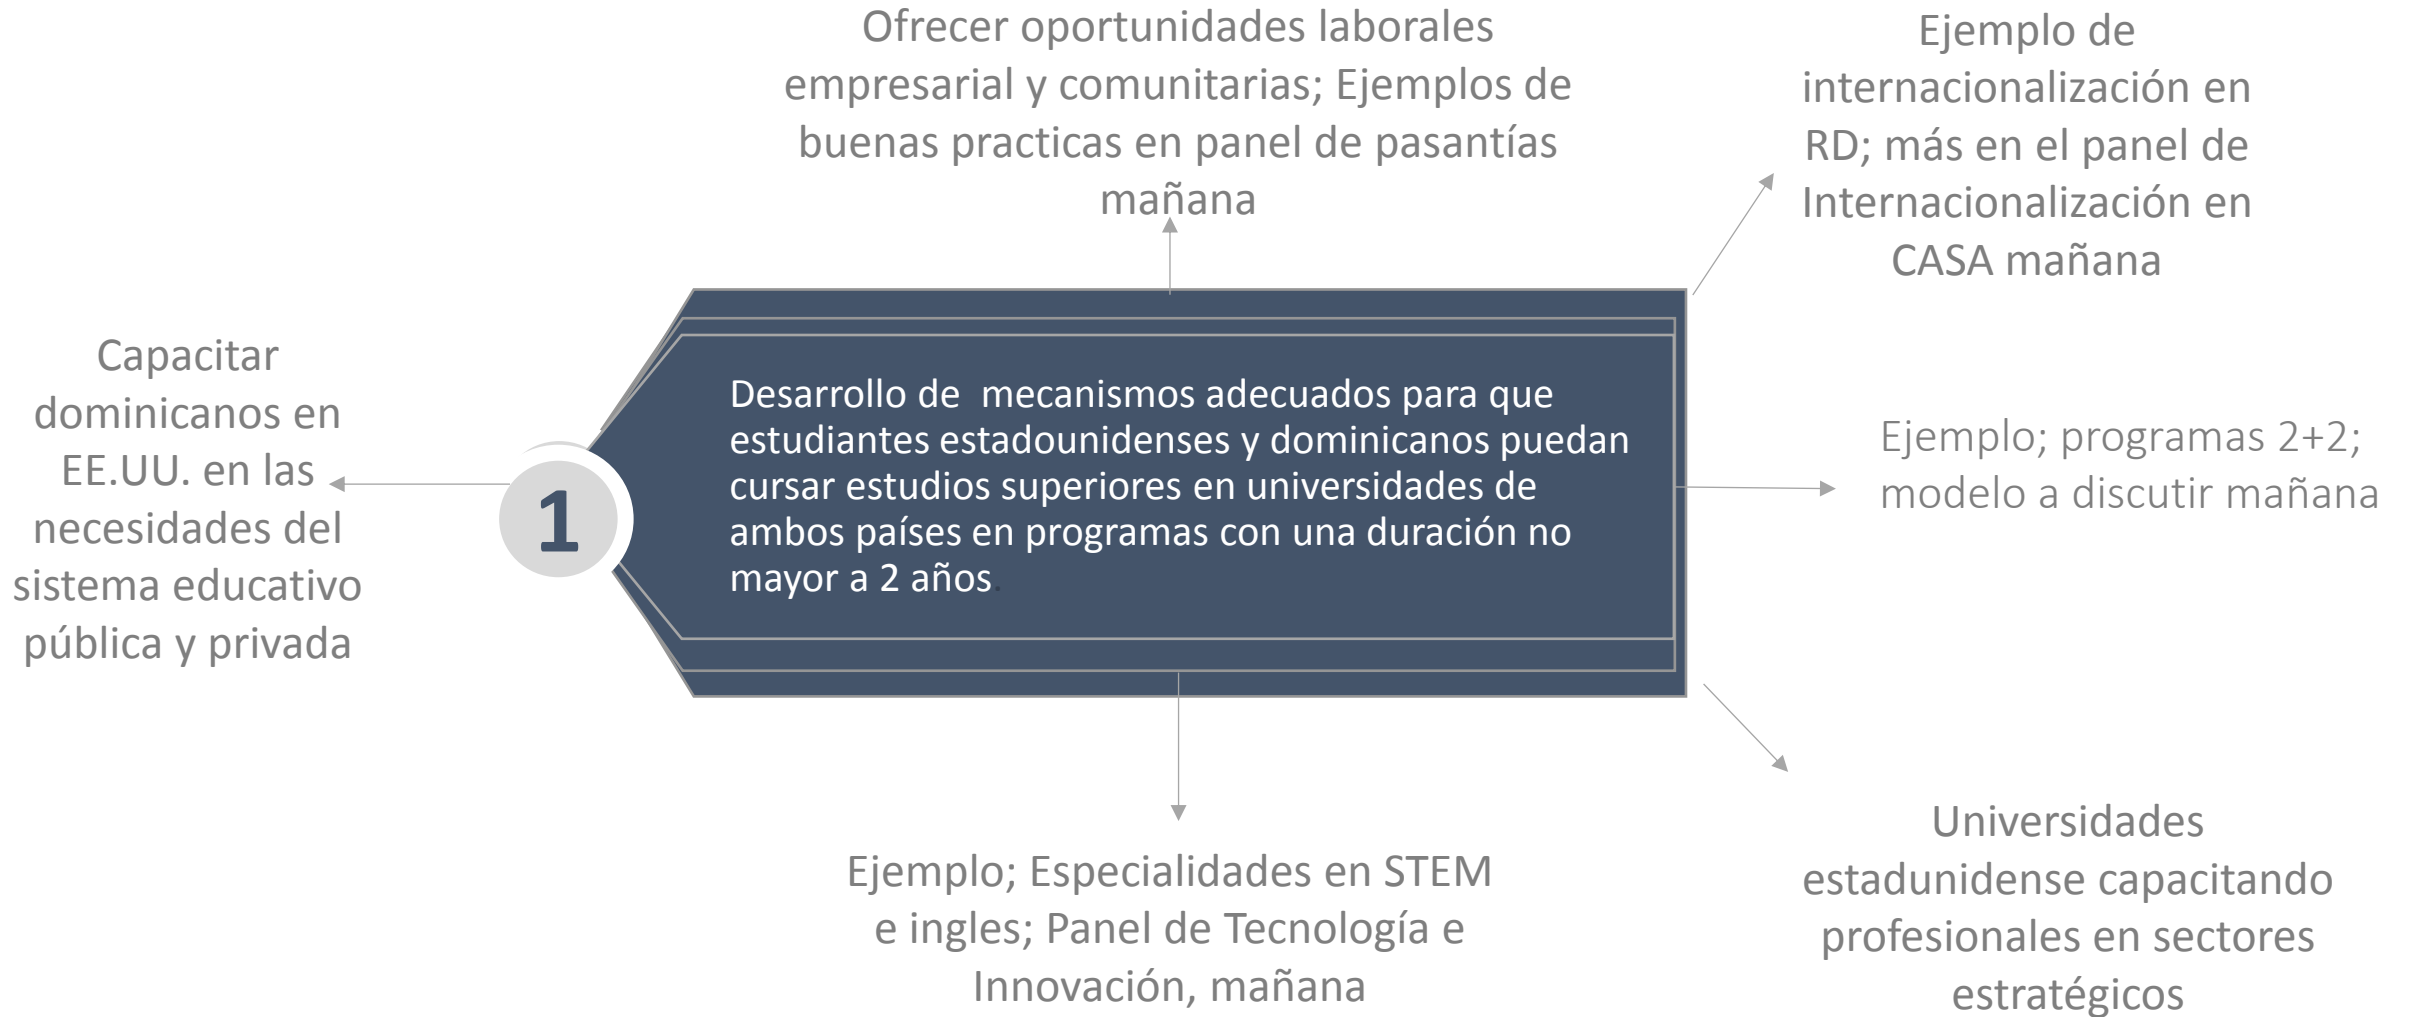 Ofrecer oportunidades laborales
empresarial y comunitarias; Ejemplos de
buenas practicas en panel de pasantías
mañana
Ejemplo de
internacionalización en
RD; más en el panel de
Internacionalización en
CASA mañana
Capacitar
dominicanos en
EE.UU. en las
necesidades del
sistema educativo
pública y privada
1
Desarrollo de  mecanismos adecuados para que
estudiantes estadounidenses y dominicanos puedan
cursar estudios superiores en universidades de
ambos países en programas con una duración no
mayor a 2 años.
Ejemplo; programas 2+2;
modelo a discutir mañana
Ejemplo; Especialidades en STEM
e ingles; Panel de Tecnología e
Innovación, mañana
Universidades
estadunidense capacitando
profesionales en sectores
estratégicos